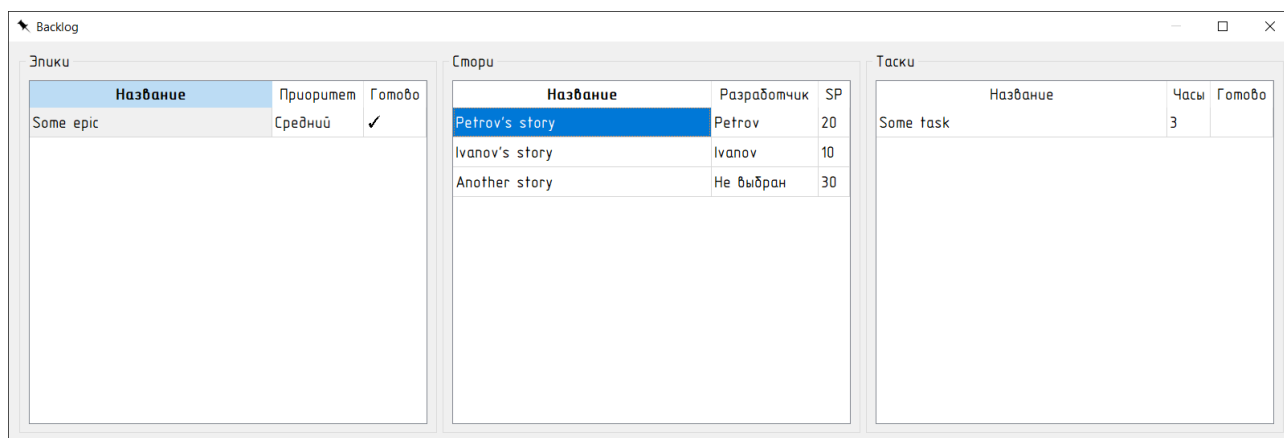 Backlog
Эпики
Название Приоритет Готово
Some epic Средний ✓
Стори
Название Разработчик SP
Petrov's story Petrov 20
Ivanov's story Ivanov 10
Another story Не выбран 30
Таски
Название Часы Готово
Some task 3